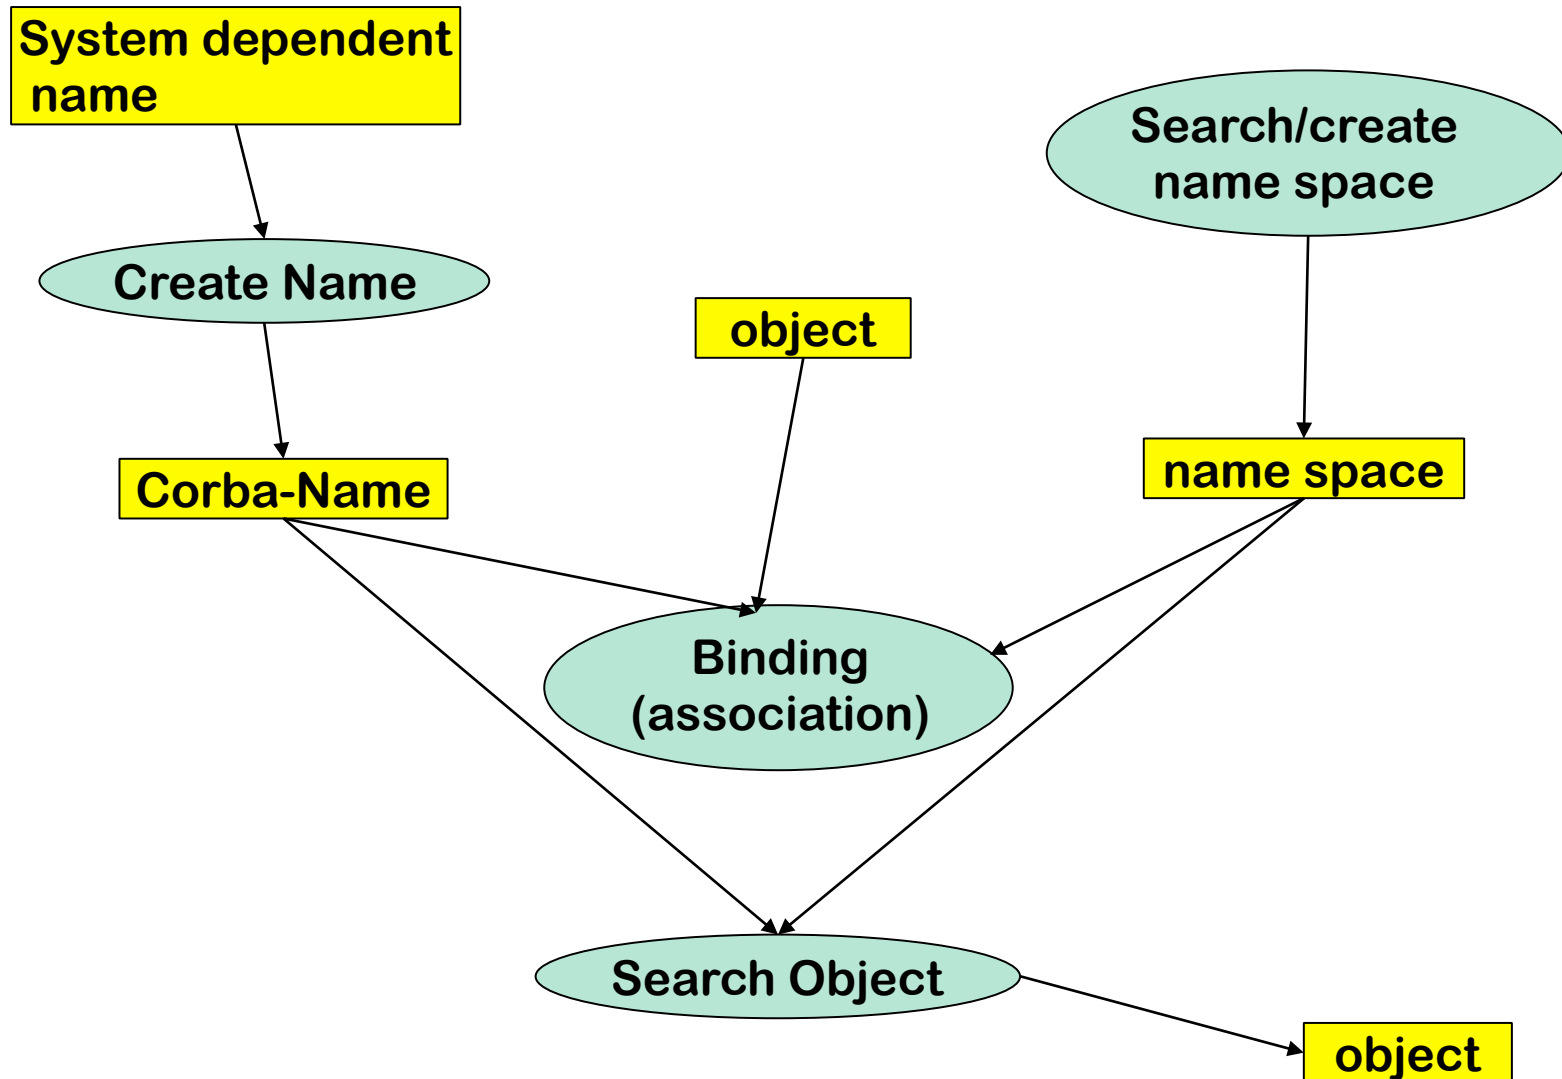 System dependent
name
Search/create
name space
Create Name
object
Corba-Name
name space
Binding
(association)
Search Object
object